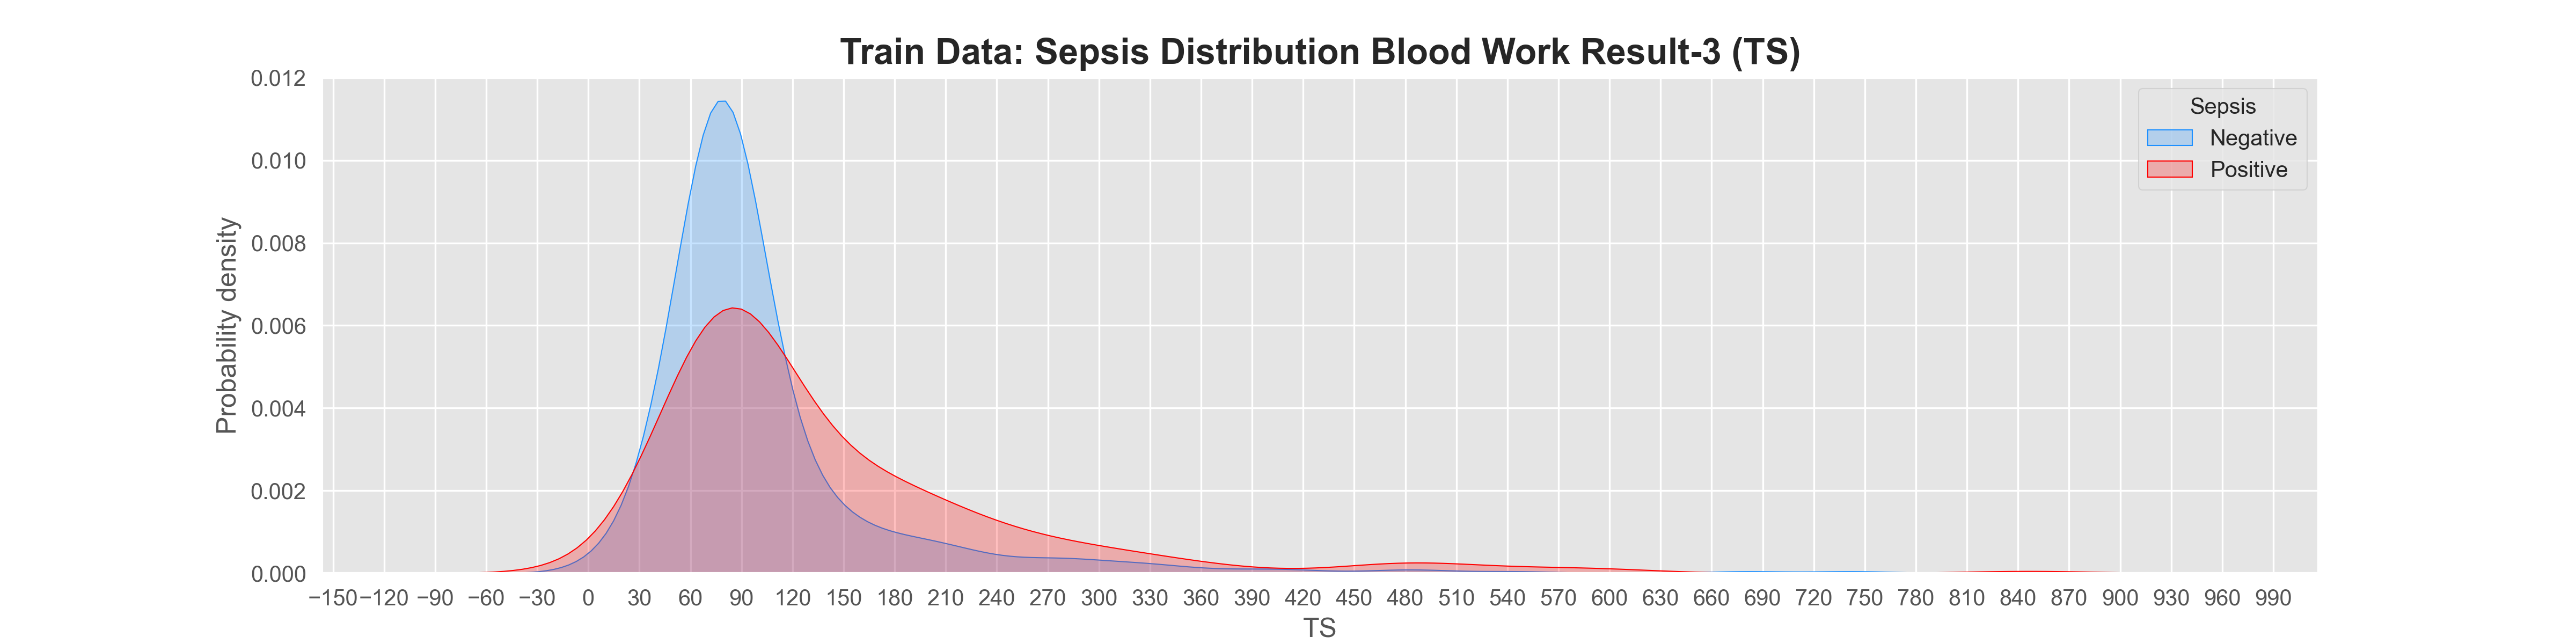 Train Data: Sepsis Distribution Blood Work Result-3 (TS)
Sepsis
Negative
Positive
Probability density
0.012
0.010
0.008
0.006
0.004
0.002
0.000
−150 −120 −90 −60 −30 0 30 60 90 120 150 180 210 240 270 300 330 360 390 420 450 480 510 540 570 600 630 660 690 720 750 780 810 840 870 900 930 960 990
TS